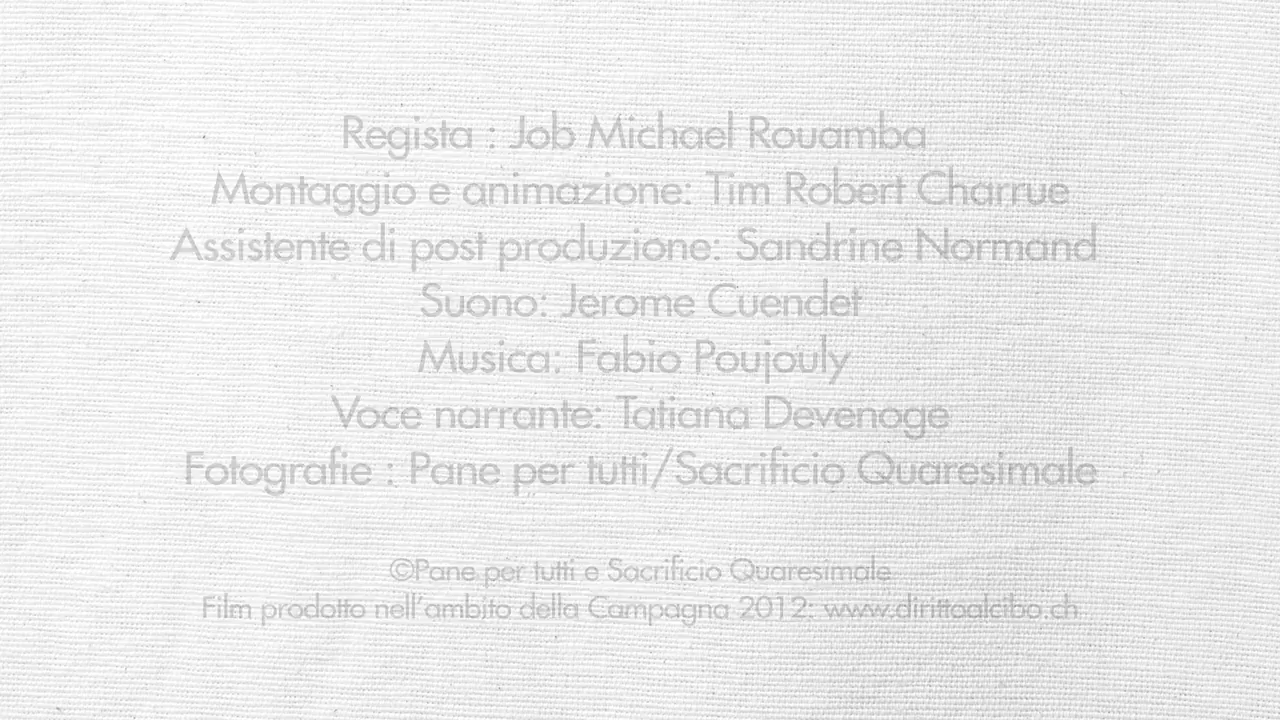 Regista : Job Michael Rouamba
Montaggio e animazione: Tim Robert Charrue
Assistente di post produzione: Sandrine Normand
Suono: Jerome Cuendet
Musica: Fabio Poujouly
Voce narrante: Tatiana Devenoge
Fotografie : Pane per tutti/Sacrificio Quaresimale
©Pane per tutti e Sacrificio Quaresimale
Film prodotto nell'ambito della Campagna 2012: www.dirittoalcibo.ch